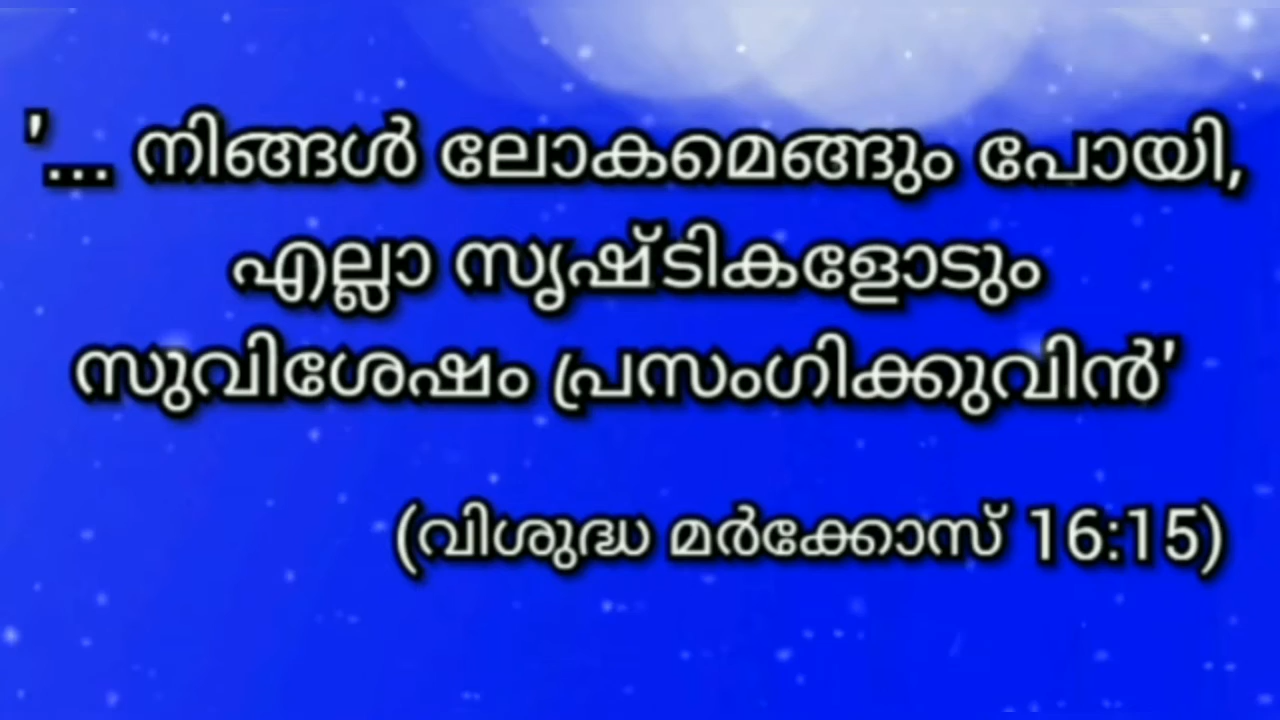 '... നിങ്ങൾ ലോകമെങ്ങും പോയി,
എല്ലാ സൃഷ്ടികളോടും
സുവിശേഷം പ്രസംഗിക്കുവിൻ'
(വിശുദ്ധ മർക്കോസ് 16:15)